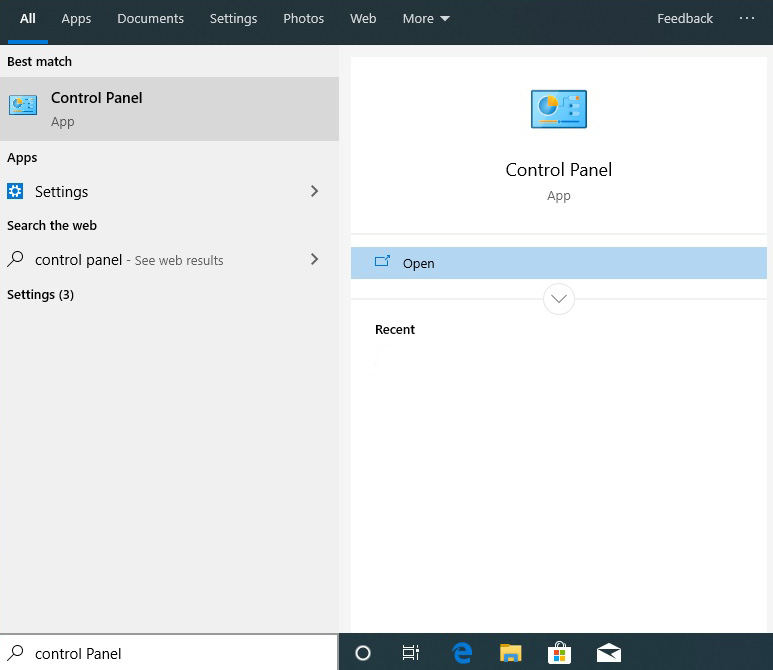 All Apps Documents Settings Photos Web More Feedback ...
Best match
Control Panel
App
Apps
Settings
Search the web
control panel - See web results
Settings (3)
Control Panel
App
Open
Recent
control Panel